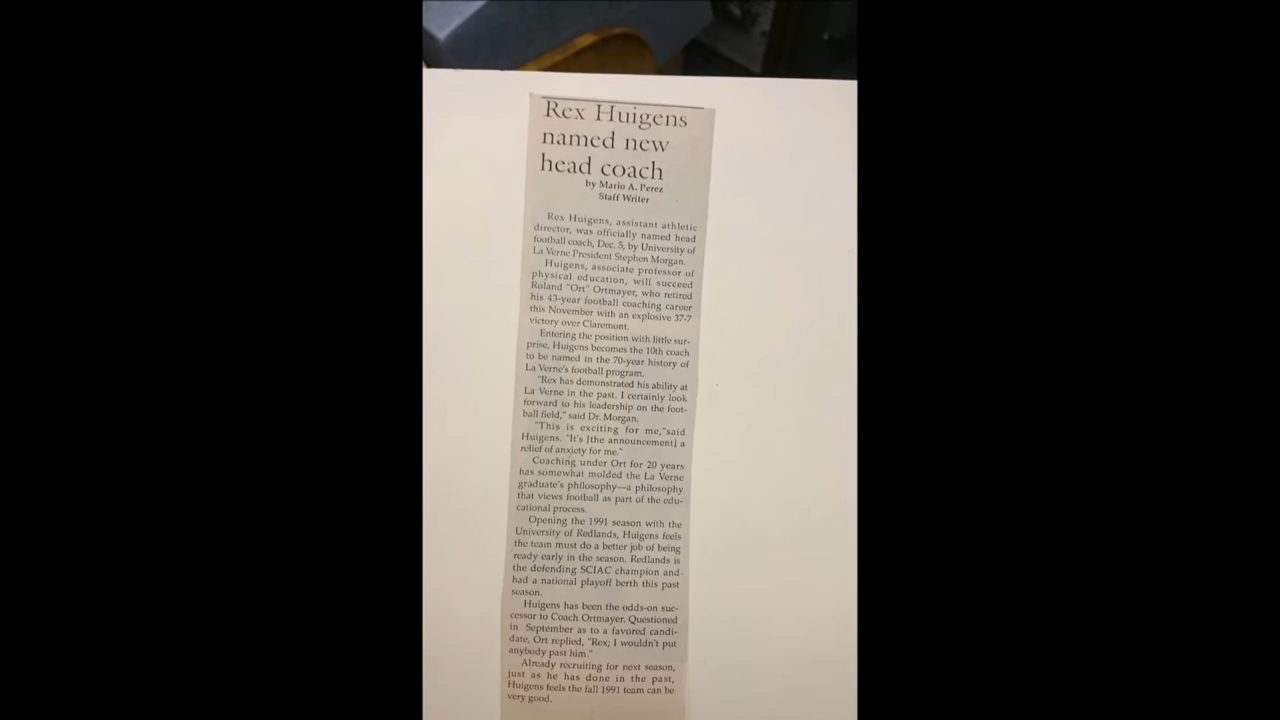 Rex Huigens
named new
head coach
by Mario A. Perez
Staff Writer
Rex Huigens, assistant athletic
director, was officially named head
football coach, Dec. 5, by University of
La Verne President Stephen Morgan.
Huigens, associate professor of
physical education, will succeed
Roland "Ort" Ortmayer, who retired
his 43-year football coaching career
this November with an explosive 37-7
victory over Claremont.
Entering the position with little sur-
prise, Huigens becomes the 10th coach
to be named in the 70-year history of
La Verne's football program.
"Rex has demonstrated his ability at
La Verne in the past. I certainly look
forward to his leadership on the foot-
ball field," said Dr. Morgan.
"This is exciting for me,"said
Huigens. "It's [the announcement] a
relief of anxiety for me."
Coaching under Ort for 20 years
has somewhat molded the La Verne
graduate's philosophy—a philosophy
that views football as part of the edu-
cational process.
Opening the 1991 season with the
University of Redlands, Huigens feels
the team must do a better job of being
ready early in the season. Redlands is
the defending SCIAC champion and
had a national playoff berth this past
season.
Huigens has been the odds-on suc-
cessor to Coach Ortmayer. Questioned
in September as to a favored candi-
date, Ort replied, "Rex; I wouldn't put
anybody past him."
Already recruiting for next season,
just as he has done in the past,
Huigens feels the fall 1991 team can be
very good.